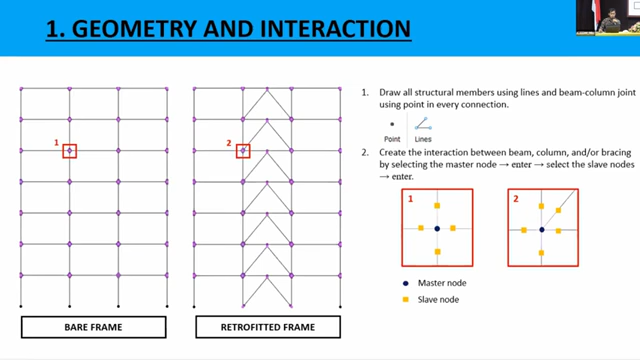 1. GEOMETRY AND INTERACTION
1. Draw all structural members using lines and beam-column joint
using point in every connection.
Point Lines
2. Create the interaction between beam, column, and/or bracing
by selecting the master node → enter → select the slave nodes
→ enter.
1
2
1
2
Master node
Slave node
BARE FRAME
RETROFITTED FRAME